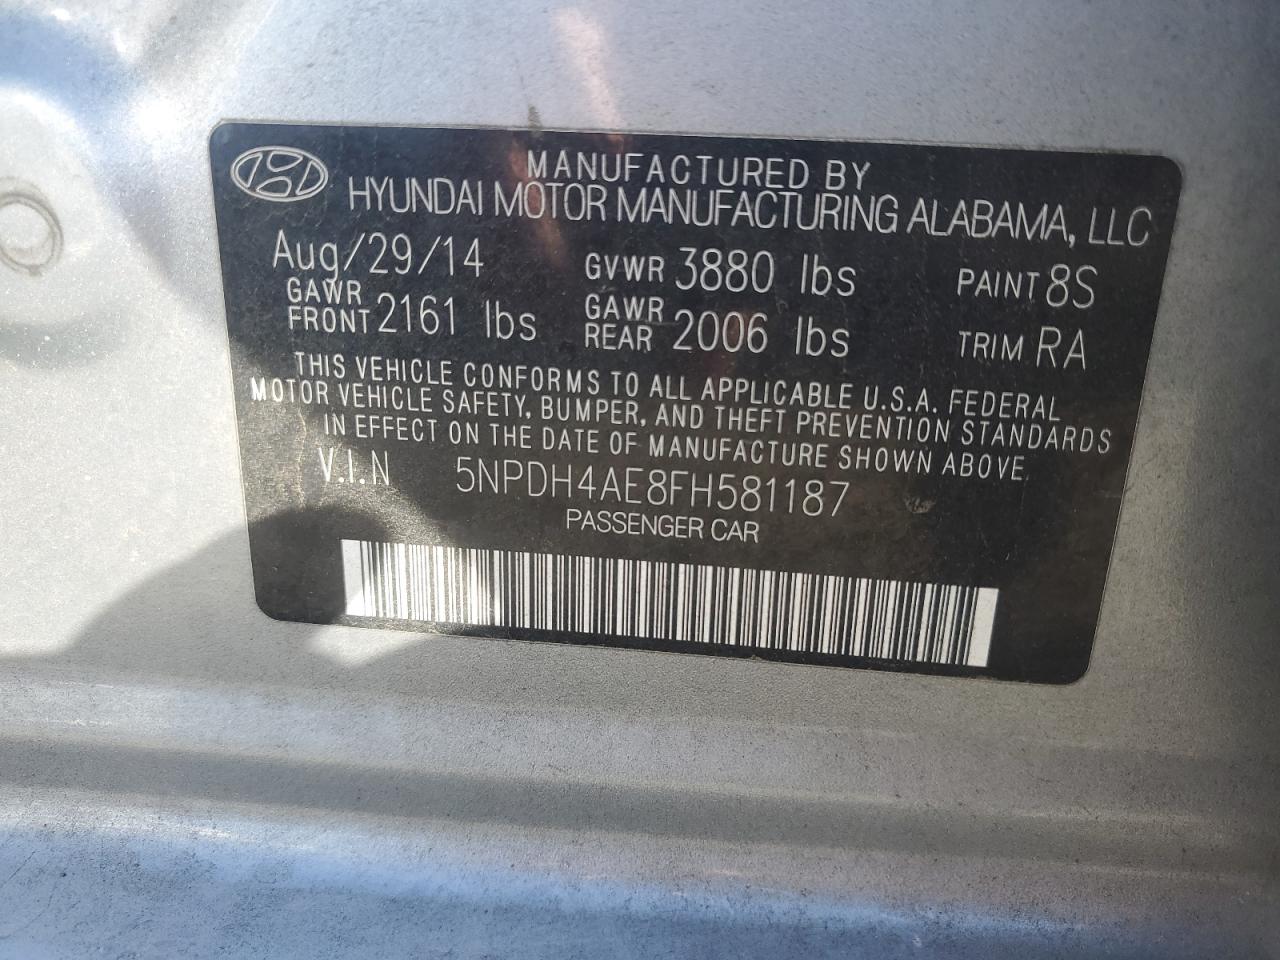 MANUFACTURED BY
HYUNDAI MOTOR MANUFACTURING ALABAMA, LLC
Aug/29/14 GVWR 3880 lbs PAINT 8S
GAWR FRONT 2161 lbs GAWR REAR 2006 lbs TRIM RA
THIS VEHICLE CONFORMS TO ALL APPLICABLE U.S.A. FEDERAL
MOTOR VEHICLE SAFETY, BUMPER, AND THEFT PREVENTION STANDARDS
IN EFFECT ON THE DATE OF MANUFACTURE SHOWN ABOVE.
V.I.N 5NPDH4AE8FH581187
PASSENGER CAR